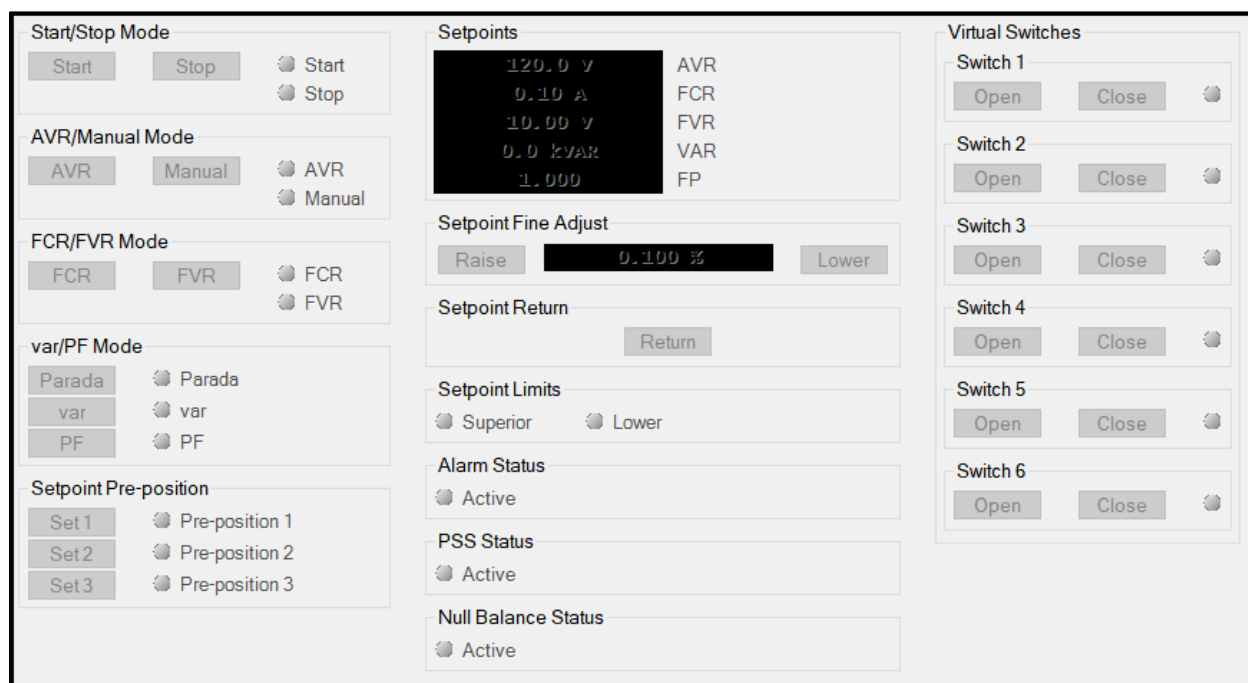 Start/Stop Mode
Start Stop Start
Stop
AVR/Manual Mode
AVR Manual AVR
Manual
FCR/FVR Mode
FCR FVR FCR
FVR
var/PF Mode
Parada Parada
var var
PF PF
Setpoint Pre-position
Set 1 Pre-position 1
Set 2 Pre-position 2
Set 3 Pre-position 3
Setpoints
120.0 V AVR
0.10 A FCR
10.00 V FVR
0.0 kVAR VAR
1.000 FP
Setpoint Fine Adjust
Raise 0.100 % Lower
Setpoint Return
Return
Setpoint Limits
Superior Lower
Alarm Status
Active
PSS Status
Active
Null Balance Status
Active
Virtual Switches
Switch 1
Open Close
Switch 2
Open Close
Switch 3
Open Close
Switch 4
Open Close
Switch 5
Open Close
Switch 6
Open Close